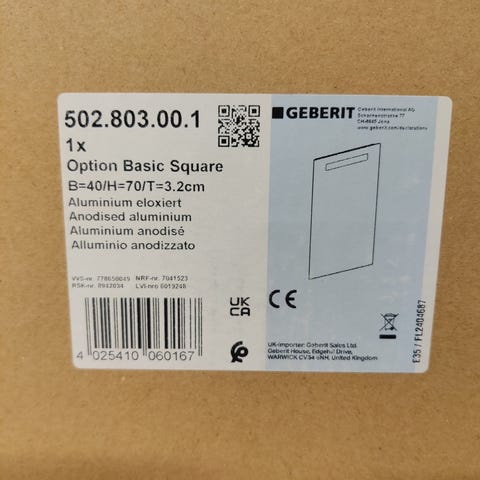 502.803.00.1
1x
Option Basic Square
B=40/H=70/T=3.2cm
Aluminium eloxiert
Anodised aluminium
Aluminium anodisé
Alluminio anodizzato
VVS-nr. 778650049 NRF-nr. 7041523
RSK-nr. 8942034 LVI-nro 6019248
4 025410 060167
UK
CA
CE
GEBERIT
Geberit International AG
Schachenstrasse 77
CH-8645 Jona
www.geberit.com/declarations
UK-importer: Geberit Sales Ltd.
Geberit House, Edgehill Drive,
WARWICK CV34 6NH, United Kingdom
E35 / FL2404687